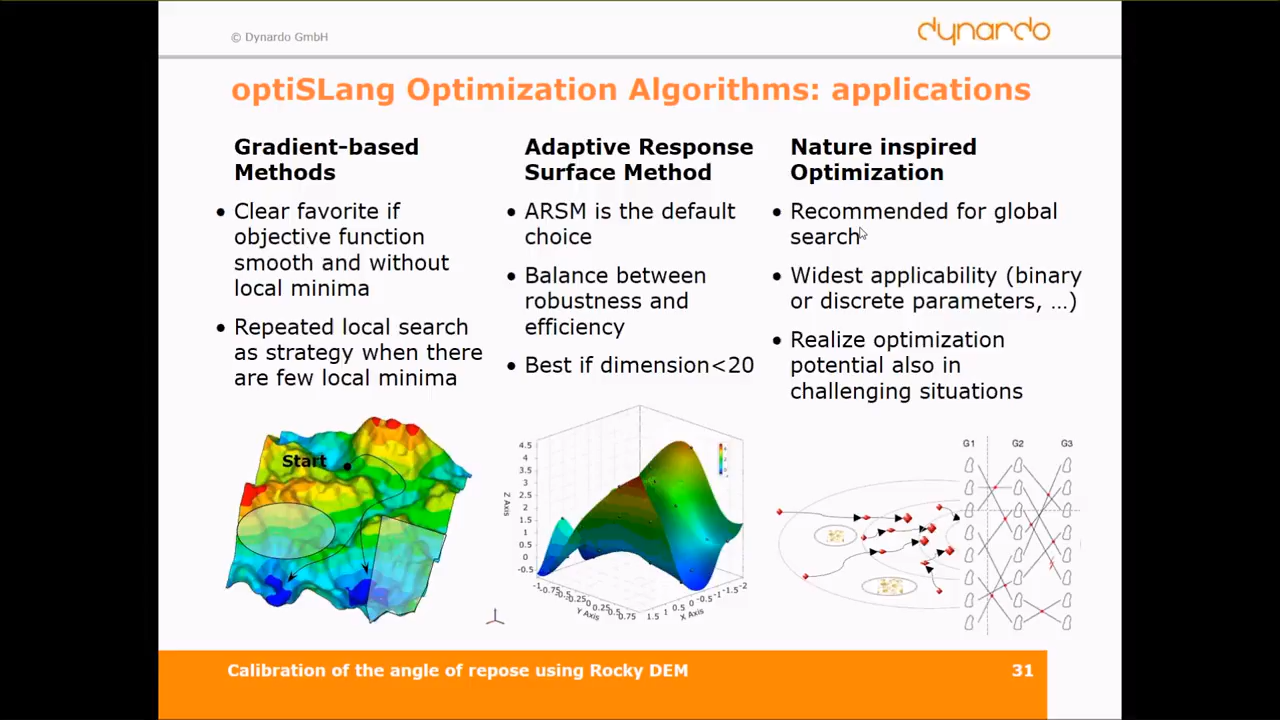 © Dynardo GmbH
dynardo
optiSLang Optimization Algorithms: applications
Gradient-based
Methods
• Clear favorite if
objective function
smooth and without
local minima
• Repeated local search
as strategy when there
are few local minima
Adaptive Response
Surface Method
• ARSM is the default
choice
• Balance between
robustness and
efficiency
• Best if dimension<20
Nature inspired
Optimization
• Recommended for global
search
• Widest applicability (binary
or discrete parameters, …)
• Realize optimization
potential also in
challenging situations
Start
4.5
4
3.5
3
2.5
2
1.5
1
0.5
0
-0.5
Z Axis
-1
-0.75
-0.5
-0.25
0
0.25
0.5
0.75
Y Axis
1.5
1
0.5
0
-0.5
-1
-1.5
-2
X Axis
G1
G2
G3
Calibration of the angle of repose using Rocky DEM
31